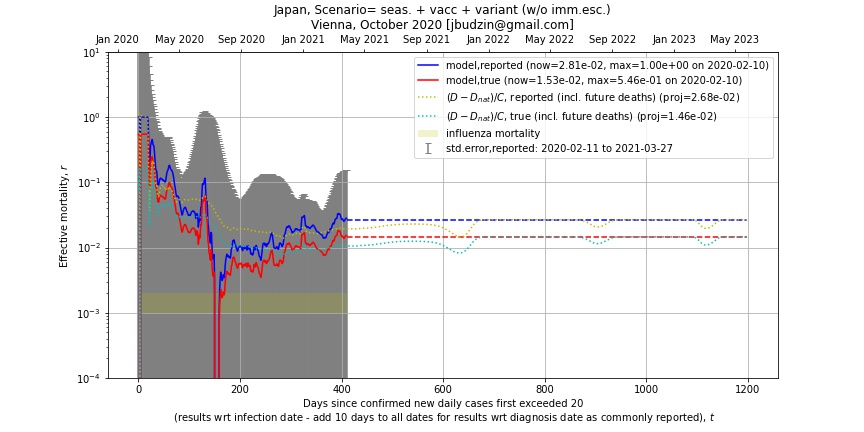 Japan, Scenario= seas. + vacc + variant (w/o imm.esc.)
Vienna, October 2020 [jbudzin@gmail.com]
Jan 2020 May 2020 Sep 2020 Jan 2021 May 2021 Sep 2021 Jan 2022 May 2022 Sep 2022 Jan 2023 May 2023
10¹
10⁰
10⁻¹
10⁻²
10⁻³
10⁻⁴
Effective mortality, r
model,reported (now=2.81e-02, max=1.00e+00 on 2020-02-10)
model,true (now=1.53e-02, max=5.46e-01 on 2020-02-10)
(D − Dnat)/C, reported (incl. future deaths) (proj=2.68e-02)
(D − Dnat)/C, true (incl. future deaths) (proj=1.46e-02)
influenza mortality
std.error,reported: 2020-02-11 to 2021-03-27
0 200 400 600 800 1000 1200
Days since confirmed new daily cases first exceeded 20
(results wrt infection date - add 10 days to all dates for results wrt diagnosis date as commonly reported), t